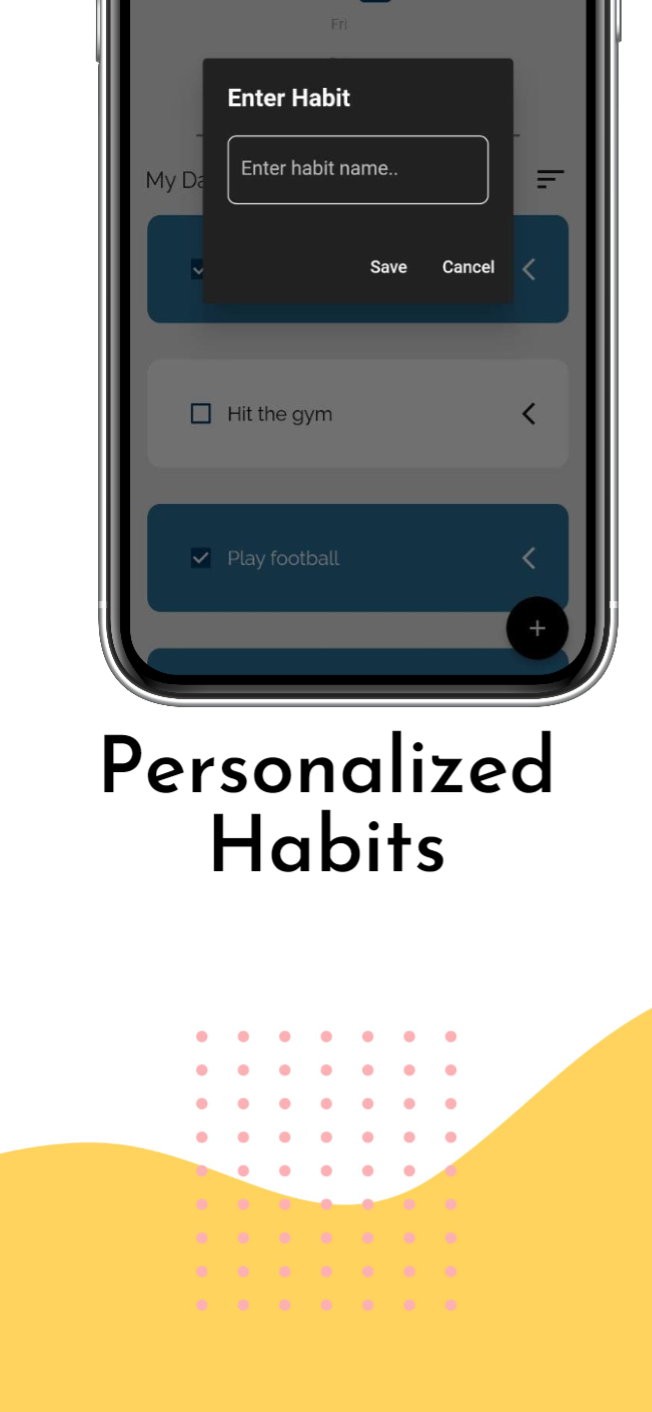 Fri
Enter Habit
Enter habit name..
My Da
Save
Cancel
Hit the gym
Play football
+
Personalized
Habits